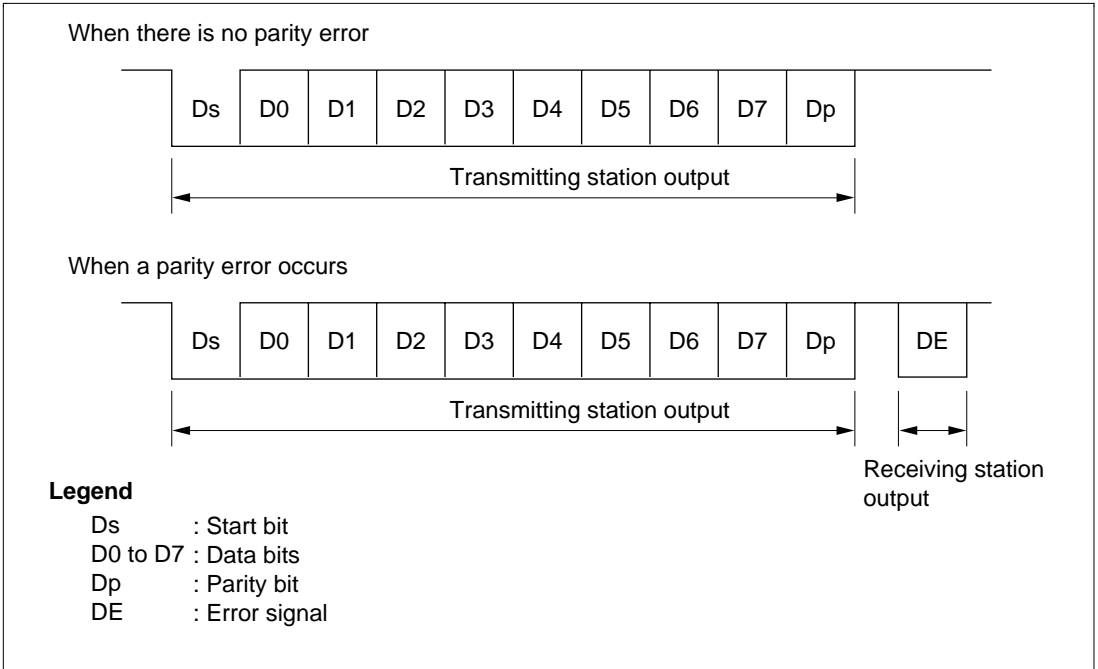 When there is no parity error
Ds D0 D1 D2 D3 D4 D5 D6 D7 Dp
Transmitting station output
When a parity error occurs
Ds D0 D1 D2 D3 D4 D5 D6 D7 Dp DE
Transmitting station output
Receiving station
output
Legend
Ds : Start bit
D0 to D7 : Data bits
Dp : Parity bit
DE : Error signal